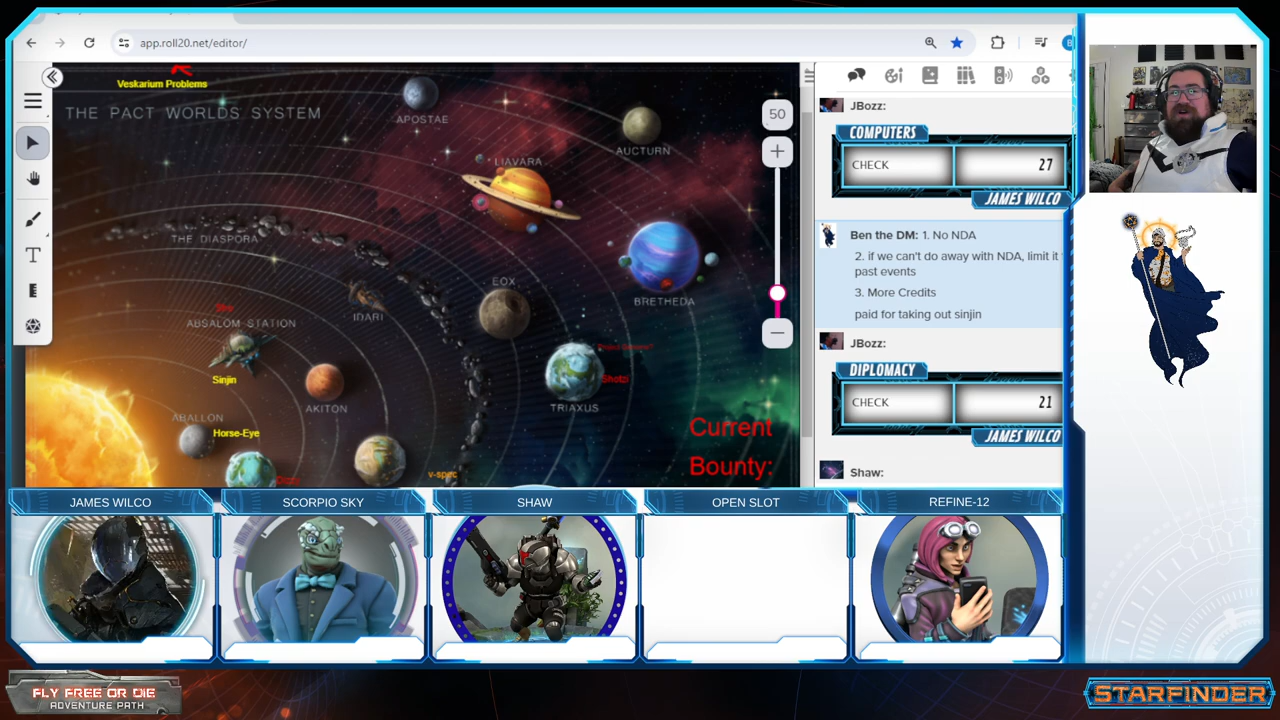 app.roll20.net/editor/
Veskarium Problems
THE PACT WORLDS SYSTEM
APOSTAE
AUCTURN
LIAVARA
THE DIASPORA
EOX
BRETHEDA
IDARI
ABSALOM STATION
Sinjin
AKITON
Shotzi
TRIAXUS
ABALLON
Horse-Eye
v-spec
Current
Bounty:
50
JBozz:
COMPUTERS
CHECK 27
JAMES WILCO
Ben the DM: 1. No NDA
2. if we can't do away with NDA, limit it
past events
3. More Credits
paid for taking out sinjin
JBozz:
DIPLOMACY
CHECK 21
JAMES WILCO
Shaw:
JAMES WILCO
SCORPIO SKY
SHAW
OPEN SLOT
REFINE-12
FLY FREE OR DIE
ADVENTURE PATH
STARFINDER